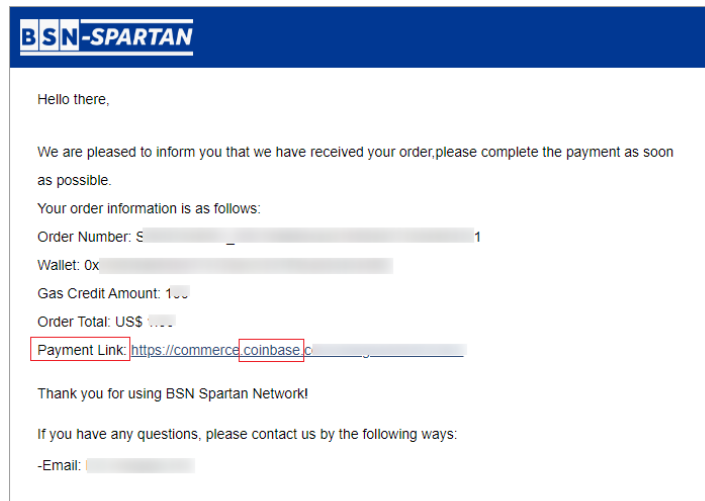 BSN-SPARTAN
Hello there,
We are pleased to inform you that we have received your order,please complete the payment as soon
as possible.
Your order information is as follows:
Order Number: S _ 1
Wallet: 0x
Gas Credit Amount: 1
Order Total: US$
Payment Link: https://commerce.coinbase.c
Thank you for using BSN Spartan Network!
If you have any questions, please contact us by the following ways:
-Email: